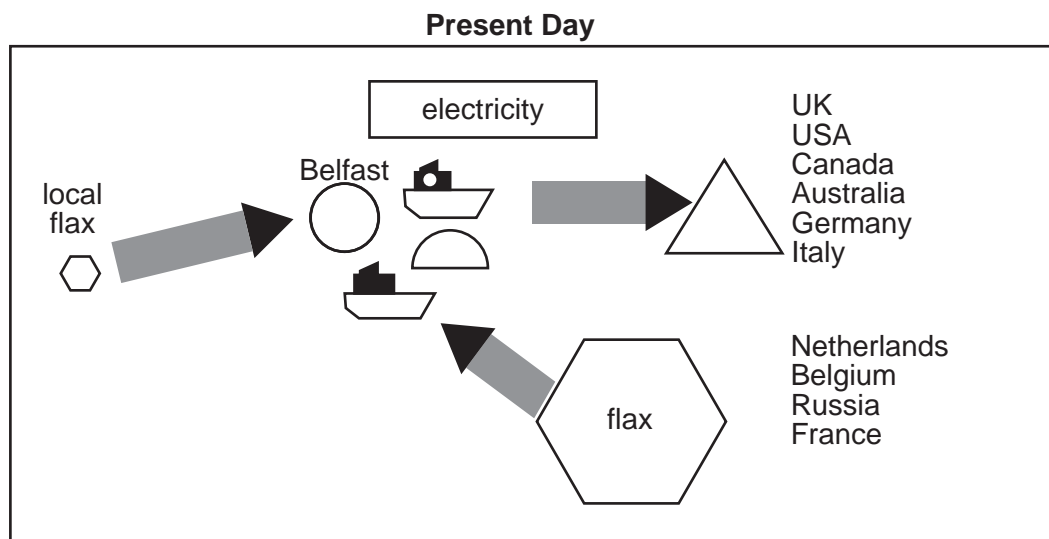 Present Day
electricity
UK
USA
Canada
Australia
Germany
Italy
Belfast
local
flax
Netherlands
Belgium
Russia
France
flax